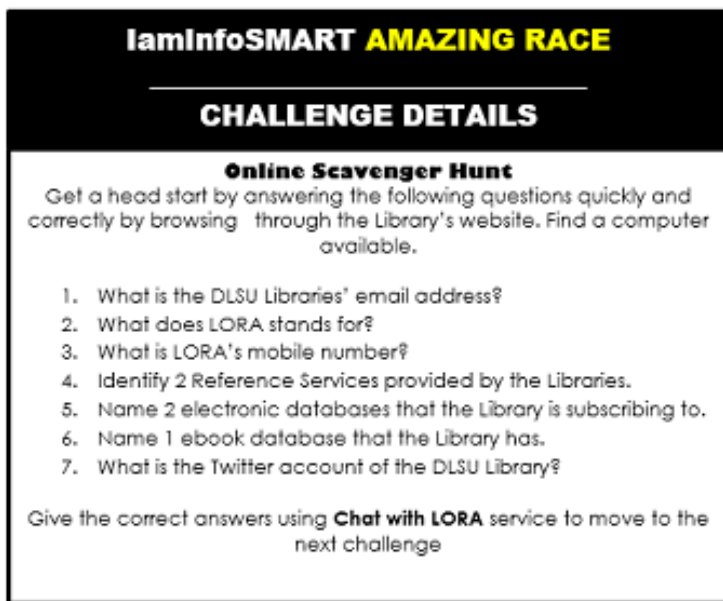 IamInfoSMART AMAZING RACE
CHALLENGE DETAILS
Online Scavenger Hunt
Get a head start by answering the following questions quickly and
correctly by browsing through the Library's website. Find a computer
available.
1. What is the DLSU Libraries' email address?
2. What does LORA stands for?
3. What is LORA's mobile number?
4. Identify 2 Reference Services provided by the Libraries.
5. Name 2 electronic databases that the Library is subscribing to.
6. Name 1 ebook database that the Library has.
7. What is the Twitter account of the DLSU Library?
Give the correct answers using Chat with LORA service to move to the
next challenge